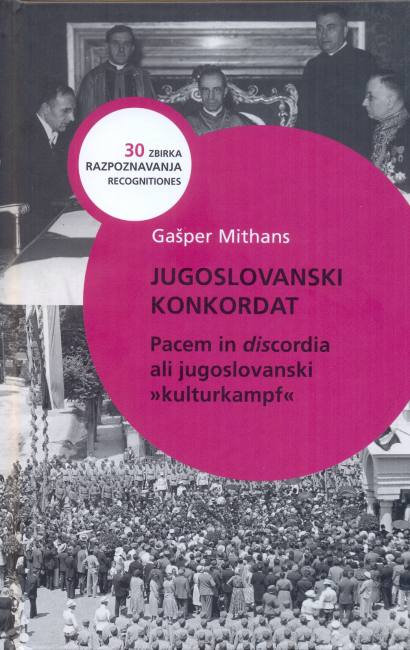 30 ZBIRKA
RAZPOZNAVANJA
RECOGNITIONES
Gašper Mithans
JUGOSLOVANSKI
KONKORDAT
Pacem in discordia
ali jugoslovanski
»kulturkampf«